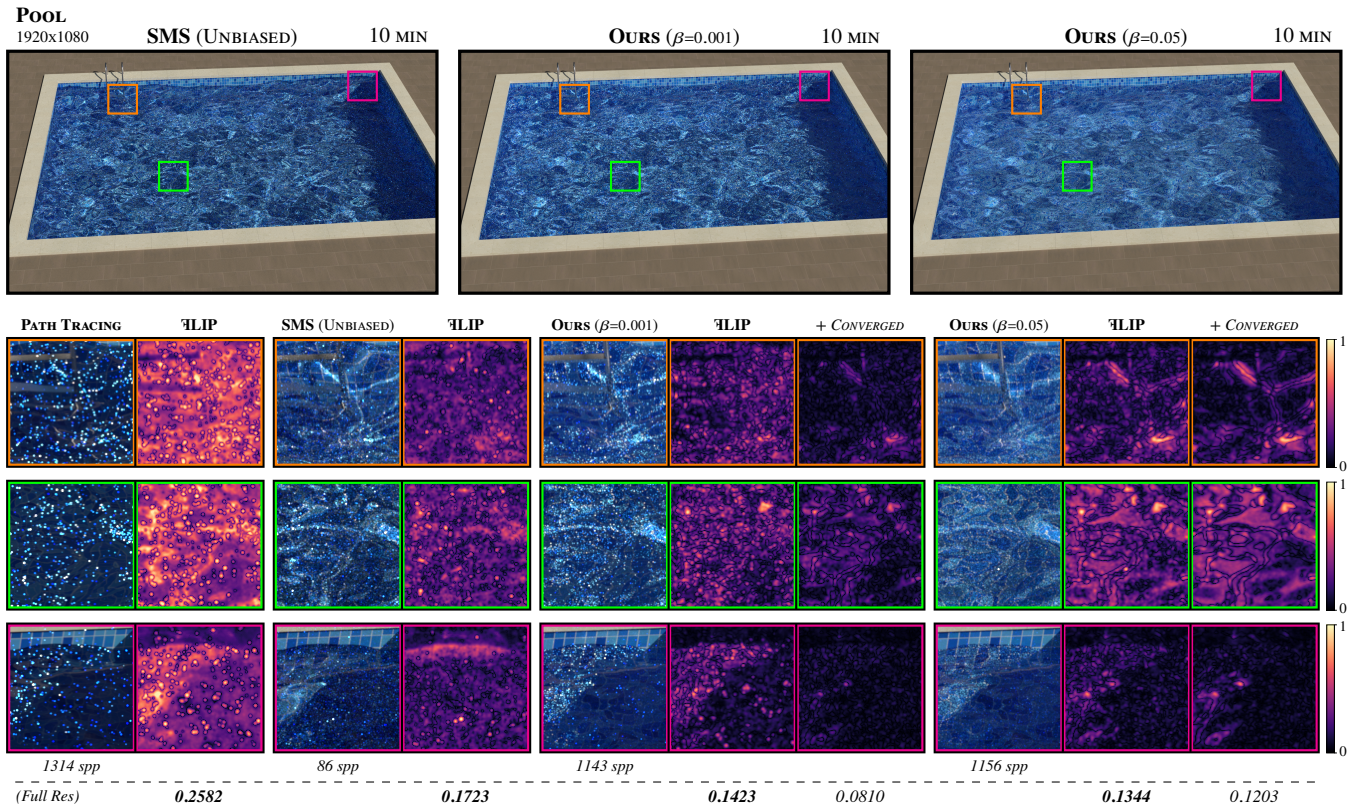 POOL
1920x1080 SMS (UNBIASED) 10 MIN OURS (β=0.001) 10 MIN OURS (β=0.05) 10 MIN
PATH TRACING ꟻLIP SMS (UNBIASED) ꟻLIP OURS (β=0.001) ꟻLIP + CONVERGED OURS (β=0.05) ꟻLIP + CONVERGED
1
0
1
0
1
0
1314 spp 86 spp 1143 spp 1156 spp
(Full Res) 0.2582 0.1723 0.1423 0.0810 0.1344 0.1203